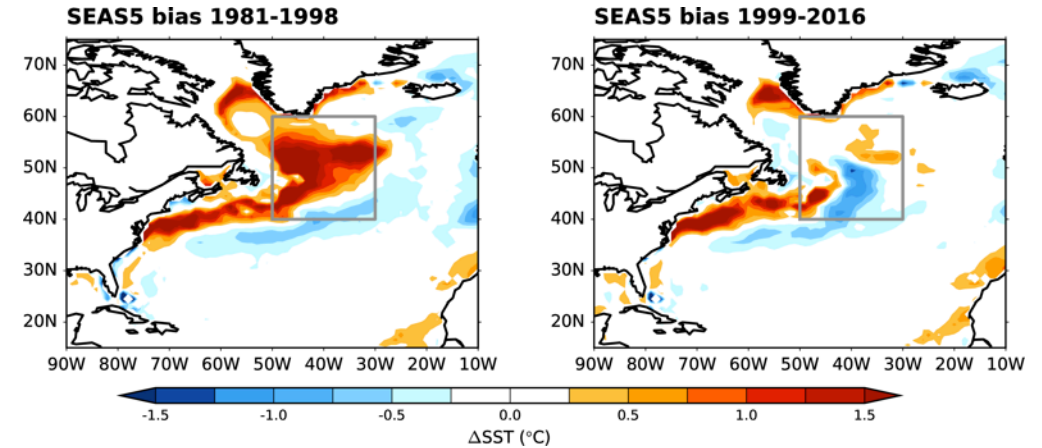 SEAS5 bias 1981-1998
SEAS5 bias 1999-2016
70N
60N
50N
40N
30N
20N
90W 80W 70W 60W 50W 40W 30W 20W 10W
70N
60N
50N
40N
30N
20N
90W 80W 70W 60W 50W 40W 30W 20W 10W
-1.5 -1.0 -0.5 0.0 0.5 1.0 1.5
ΔSST (°C)